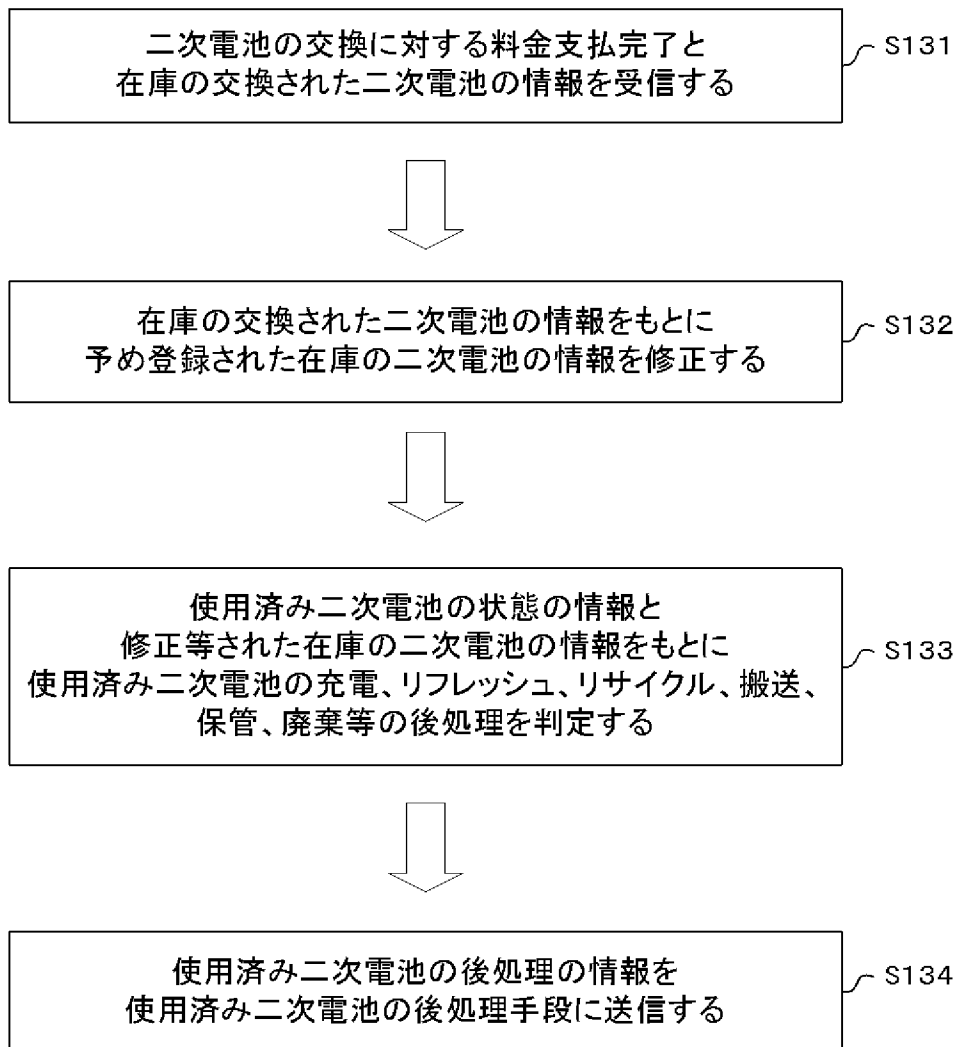 二次電池の交換に対する料金支払完了と
在庫の交換された二次電池の情報を受信する
S131
在庫の交換された二次電池の情報をもとに
予め登録された在庫の二次電池の情報を修正する
S132
使用済み二次電池の状態の情報と
修正等された在庫の二次電池の情報をもとに
使用済み二次電池の充電、リフレッシュ、リサイクル、搬送、
保管、廃棄等の後処理を判定する
S133
使用済み二次電池の後処理の情報を
使用済み二次電池の後処理手段に送信する
S134